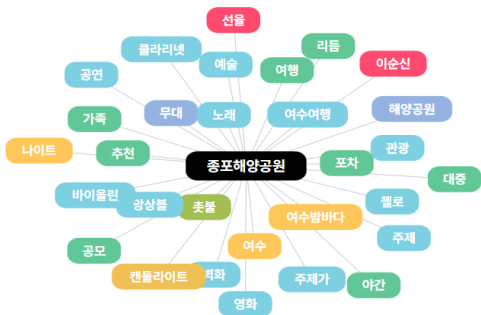 선율
리듬
클라리넷
예술
여행
이순신
공연
무대
노래
여수여행
해양공원
가족
나이트
추천
관광
종포해양공원
포차
대중
바이올린
앙상블
촛불
첼로
여수밤바다
주제
공모
여수
캔들라이트
주제가
야간
영화